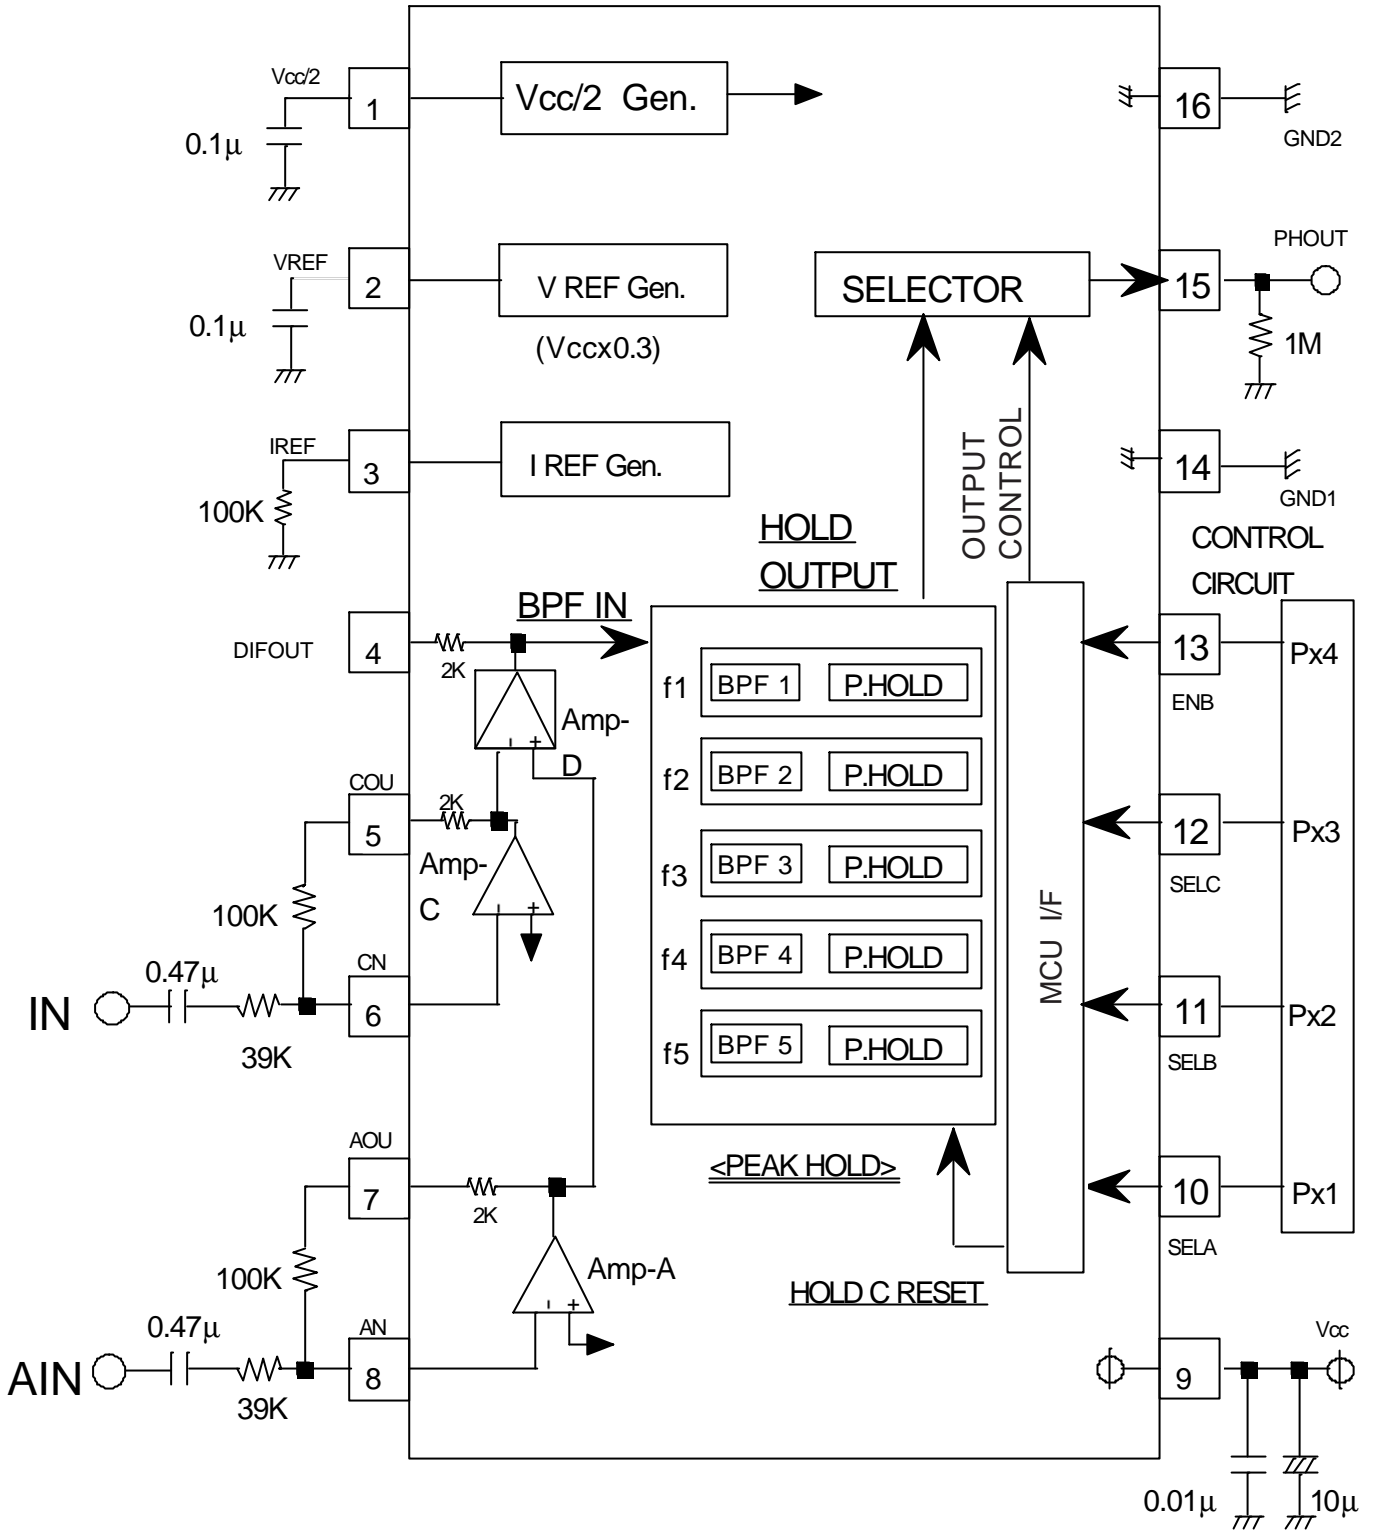 Vcc/2
1
0.1µ
Vcc/2 Gen.
16
GND2
VREF
2
0.1µ
V REF Gen.
(Vccx0.3)
SELECTOR
15
PHOUT
1M
IREF
3
100K
I REF Gen.
14
GND1
OUTPUT
CONTROL
HOLD
OUTPUT
CONTROL
CIRCUIT
DIFOUT
4
2K
BPF IN
Amp-
D
f1
BPF 1
P.HOLD
f2
BPF 2
P.HOLD
f3
BPF 3
P.HOLD
f4
BPF 4
P.HOLD
f5
BPF 5
P.HOLD
MCU I/F
13
ENB
Px4
COU
5
2K
Amp-
C
100K
12
SELC
Px3
IN
0.47µ
39K
CN
6
11
SELB
Px2
AOU
7
2K
100K
Amp-A
<PEAK HOLD>
HOLD C RESET
10
SELA
Px1
AIN
0.47µ
39K
AN
8
9
Vcc
0.01µ
10µ